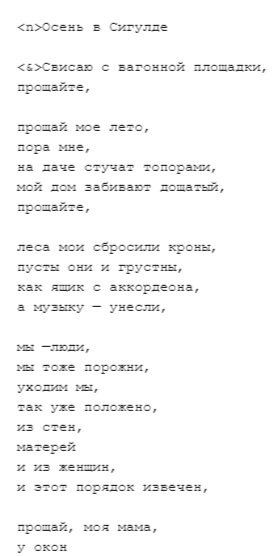 <п>Осень в Сигулде
<&>Свисаю с вагонной площадки,
прощайте,
прощай мое лето,
пора мне,
на даче стучат топорами,
мой дом забивают дощатый,
прощайте,
леса мои сбросили кроны,
пусты они и грустны,
как ящик с аккордеона,
а музыку — унесли,
мы —люди,
мы тоже порожни,
уходим мы,
так уже положено,
из стен,
матерей
и из женщин,
и этот порядок извечен,
прощай, моя мама,
у окон